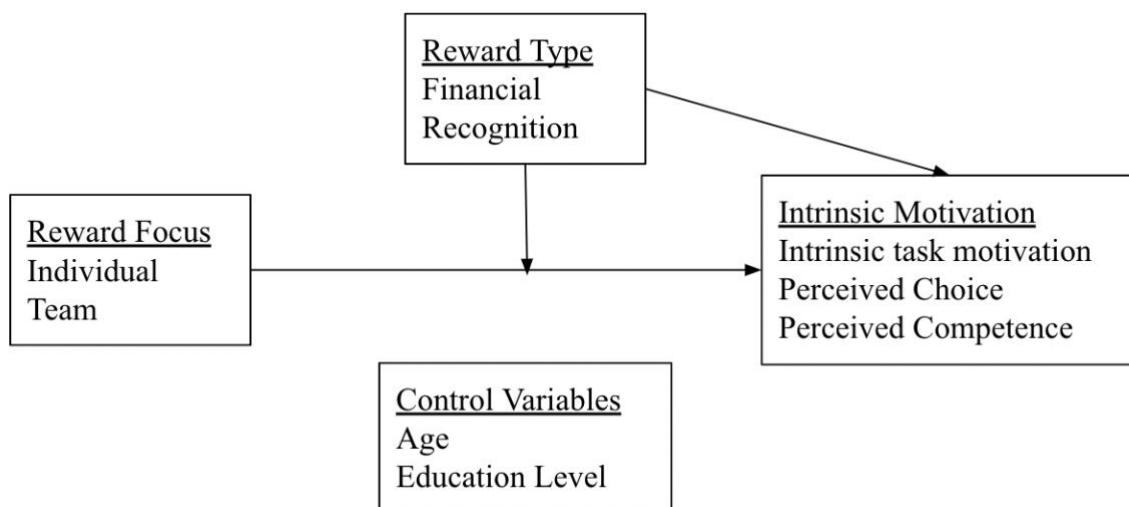 Reward Type
Financial
Recognition
Reward Focus
Individual
Team
Intrinsic Motivation
Intrinsic task motivation
Perceived Choice
Perceived Competence
Control Variables
Age
Education Level